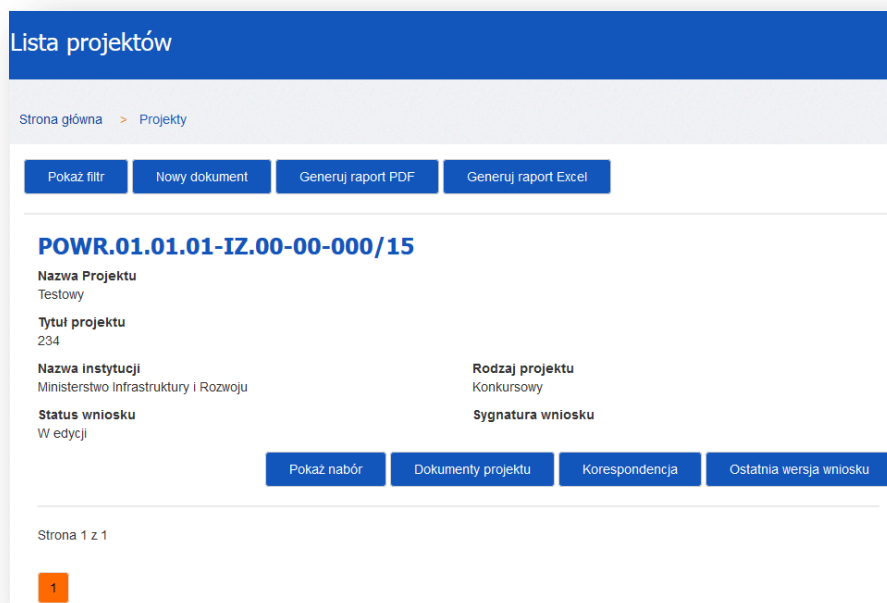 Lista projektów
Strona główna > Projekty
Pokaż filtr Nowy dokument Generuj raport PDF Generuj raport Excel
POWR.01.01.01-IZ.00-00-000/15
Nazwa Projektu
Testowy
Tytuł projektu
234
Nazwa instytucji Rodzaj projektu
Ministerstwo Infrastruktury i Rozwoju Konkursowy
Status wniosku Sygnatura wniosku
W edycji
Pokaż nabór Dokumenty projektu Korespondencja Ostatnia wersja wniosku
Strona 1 z 1
1